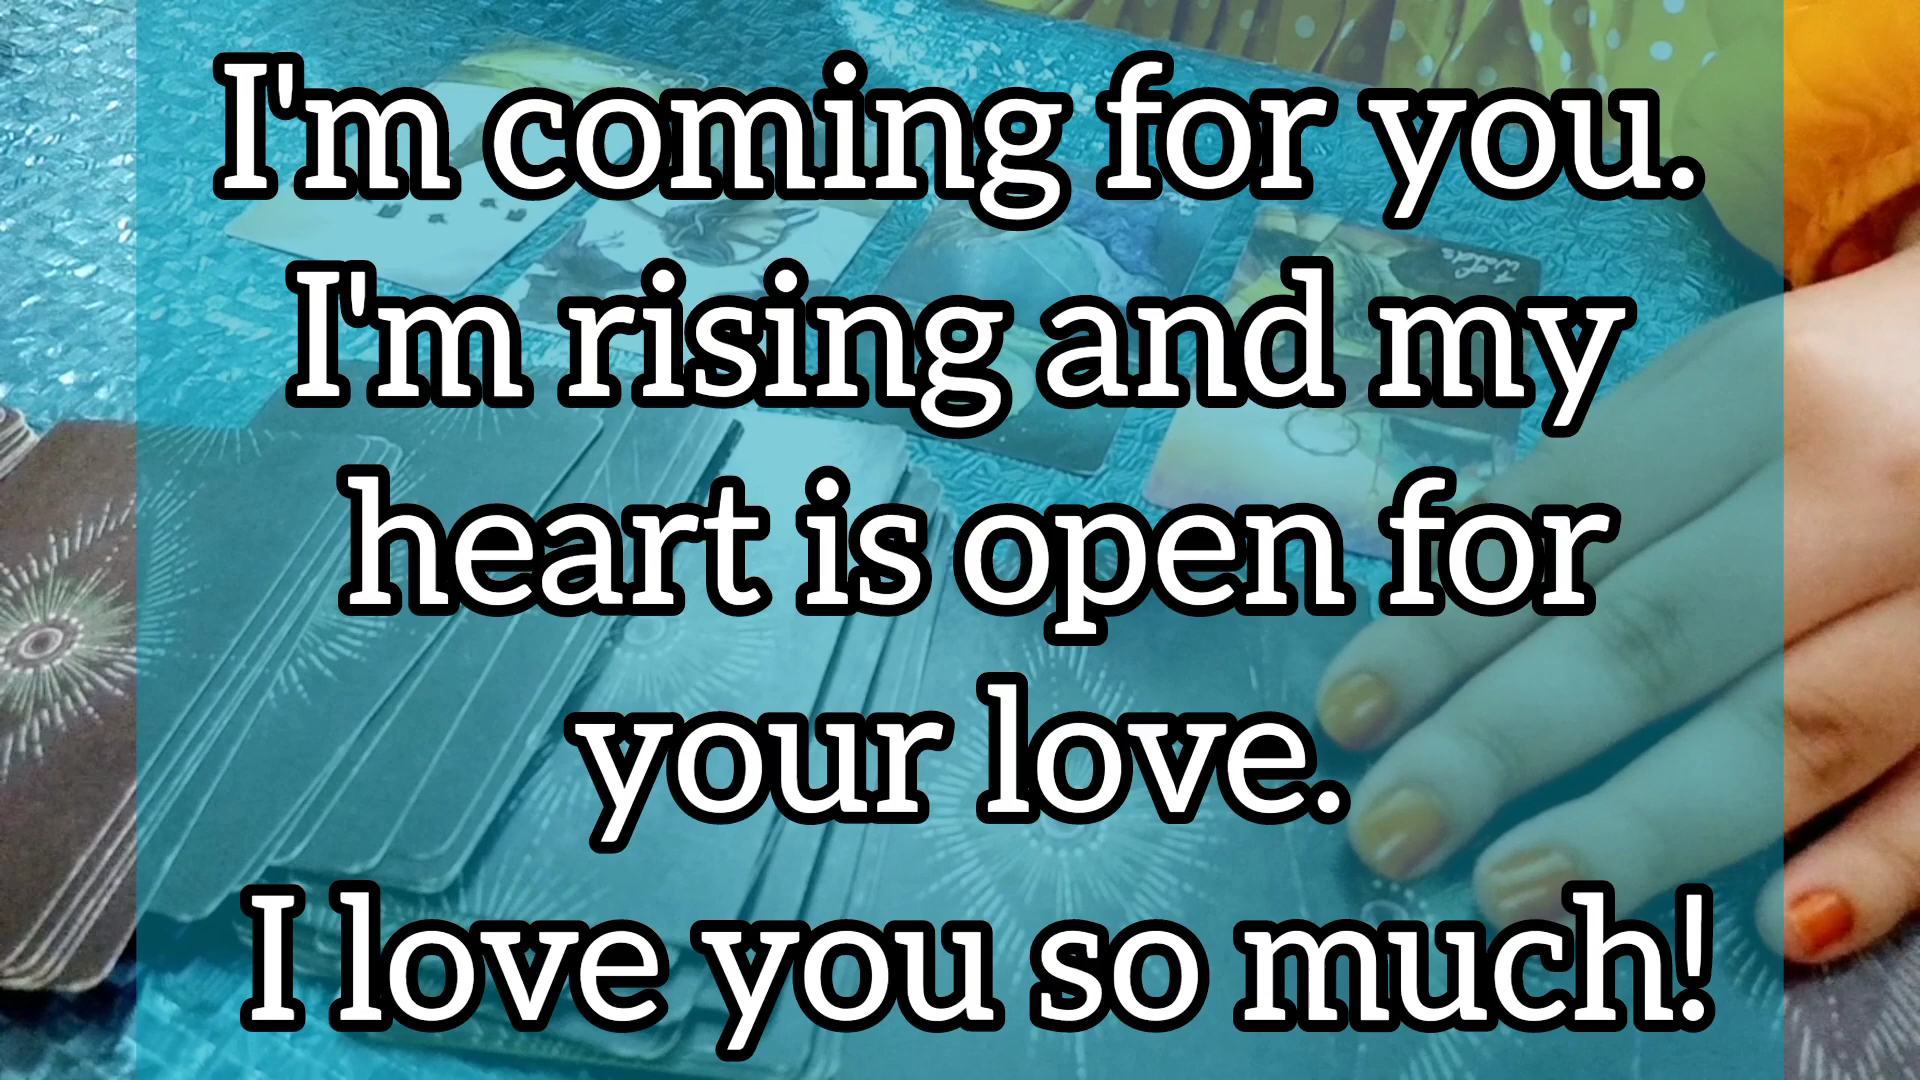 I'm coming for you.
I'm rising and my
heart is open for
your love.
I love you so much!